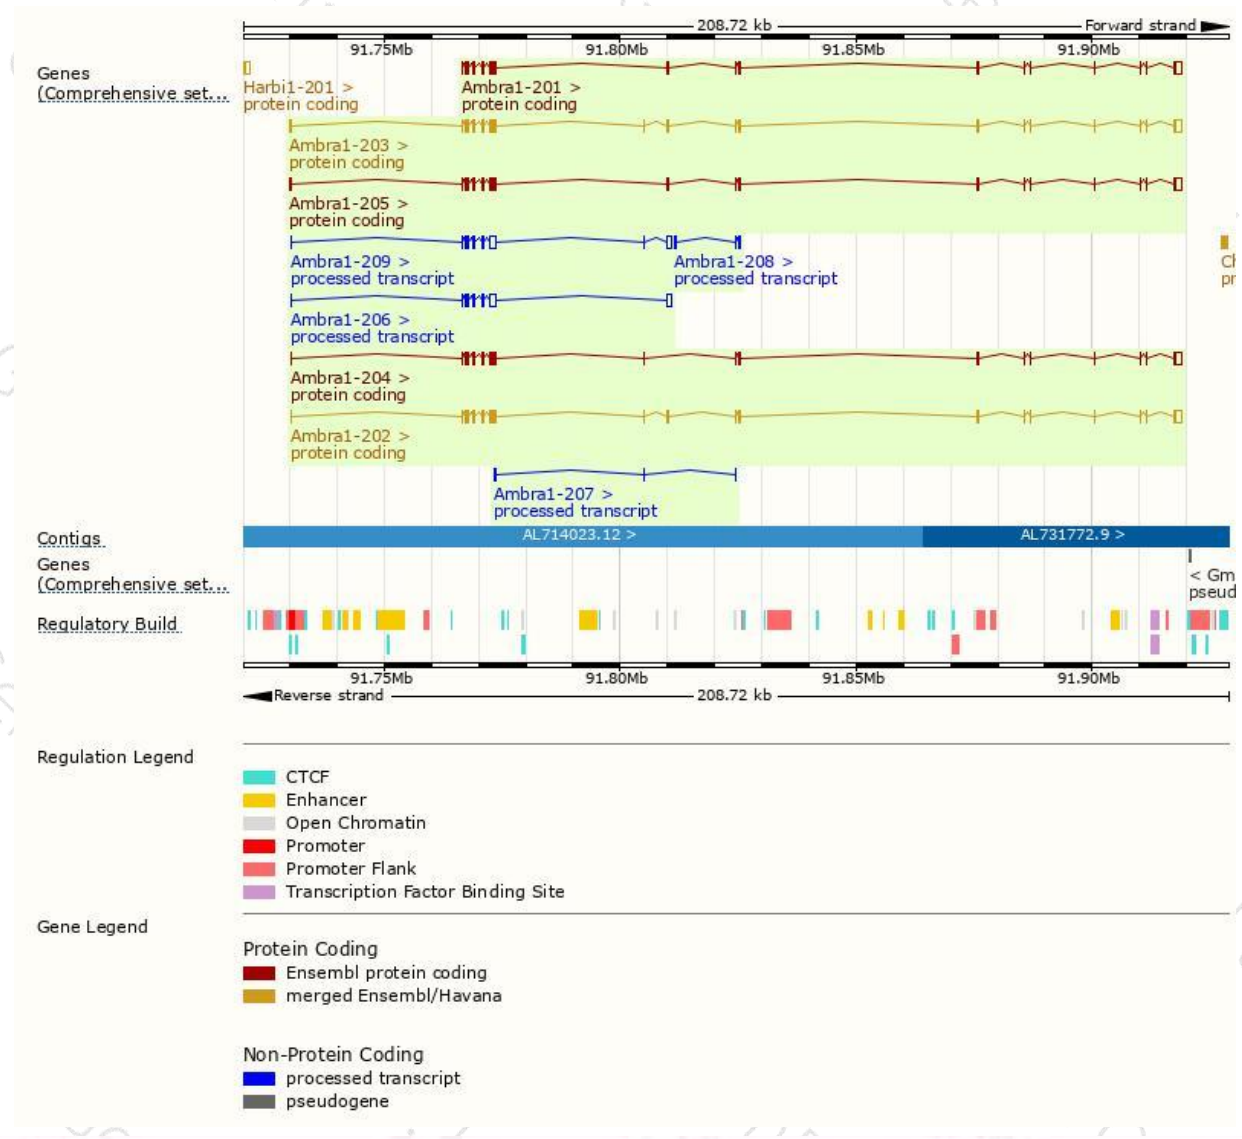 208.72 kb Forward strand
91.75Mb 91.80Mb 91.85Mb 91.90Mb
Genes
(Comprehensive set...
Harbi1-201 > Ambra1-201 >
protein coding protein coding
Ambra1-203 >
protein coding
Ambra1-205 >
protein coding
Ambra1-209 > Ambra1-208 >
processed transcript processed transcript
Ambra1-206 >
processed transcript
Ambra1-204 >
protein coding
Ambra1-202 >
protein coding
Ambra1-207 >
processed transcript
Contigs AL714023.12 > AL731772.9 >
Genes
(Comprehensive set...
< Gm
pseud
Regulatory Build
91.75Mb 91.80Mb 91.85Mb 91.90Mb
Reverse strand 208.72 kb
Regulation Legend
CTCF
Enhancer
Open Chromatin
Promoter
Promoter Flank
Transcription Factor Binding Site
Gene Legend
Protein Coding
Ensembl protein coding
merged Ensembl/Havana
Non-Protein Coding
processed transcript
pseudogene